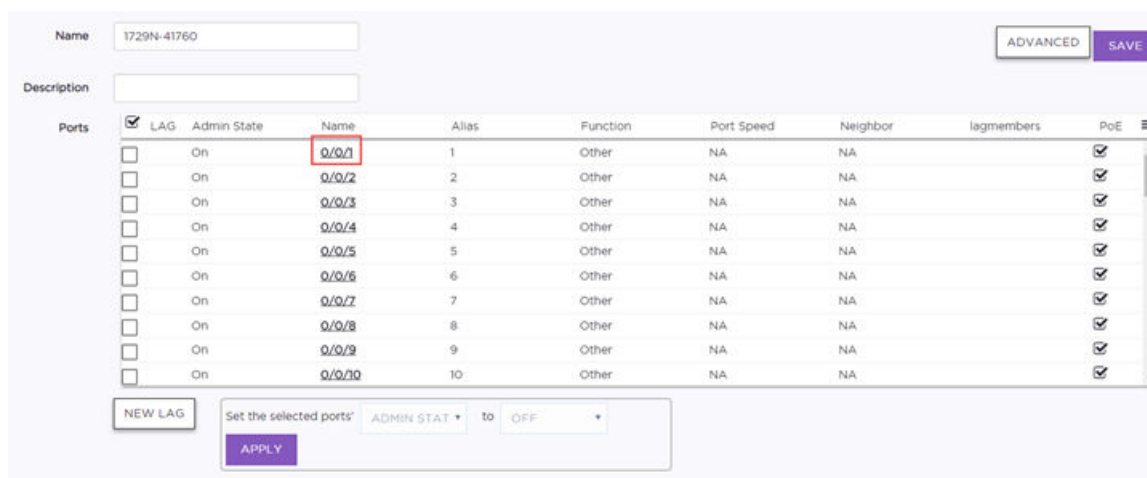 Name 1729N-41760 ADVANCED SAVE
Description
Ports LAG Admin State Name Alias Function Port Speed Neighbor lagmembers PoE
On 0/0/1 1 Other NA NA
On 0/0/2 2 Other NA NA
On 0/0/3 3 Other NA NA
On 0/0/4 4 Other NA NA
On 0/0/5 5 Other NA NA
On 0/0/6 6 Other NA NA
On 0/0/7 7 Other NA NA
On 0/0/8 8 Other NA NA
On 0/0/9 9 Other NA NA
On 0/0/10 10 Other NA NA
NEW LAG Set the selected ports' ADMIN STAT to OFF
APPLY